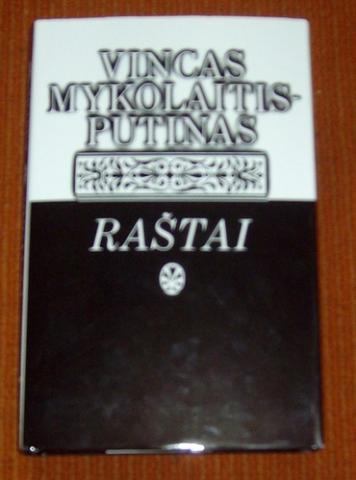 VINCAS
MYKOLAITIS-
PUTINAS
RAŠTAI